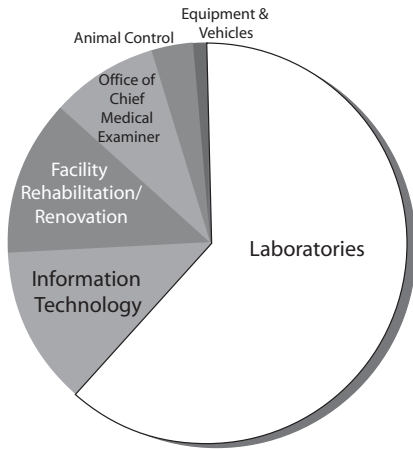 Equipment &
Vehicles
Animal Control
Office of
Chief
Medical
Examiner
Facility
Rehabilitation/
Renovation
Laboratories
Information
Technology